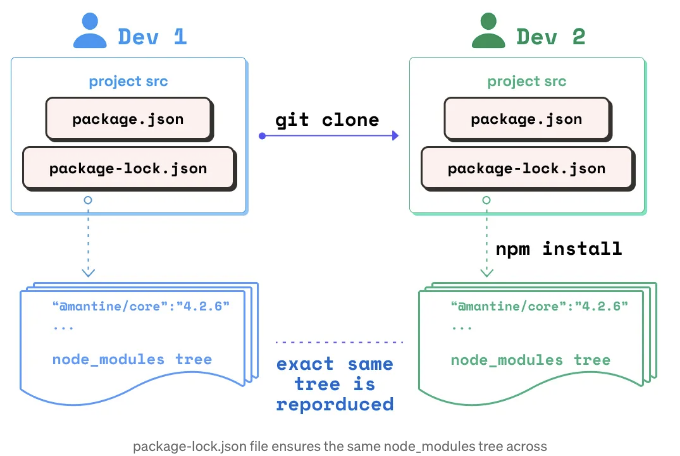 Dev 1
Dev 2
project src
project src
package.json
package.json
git clone
package-lock.json
package-lock.json
npm install
“@mantine/core”:”4.2.6”
“@mantine/core”:”4.2.6”
...
...
node_modules tree
node_modules tree
exact same
tree is
reporduced
package-lock.json file ensures the same node_modules tree across